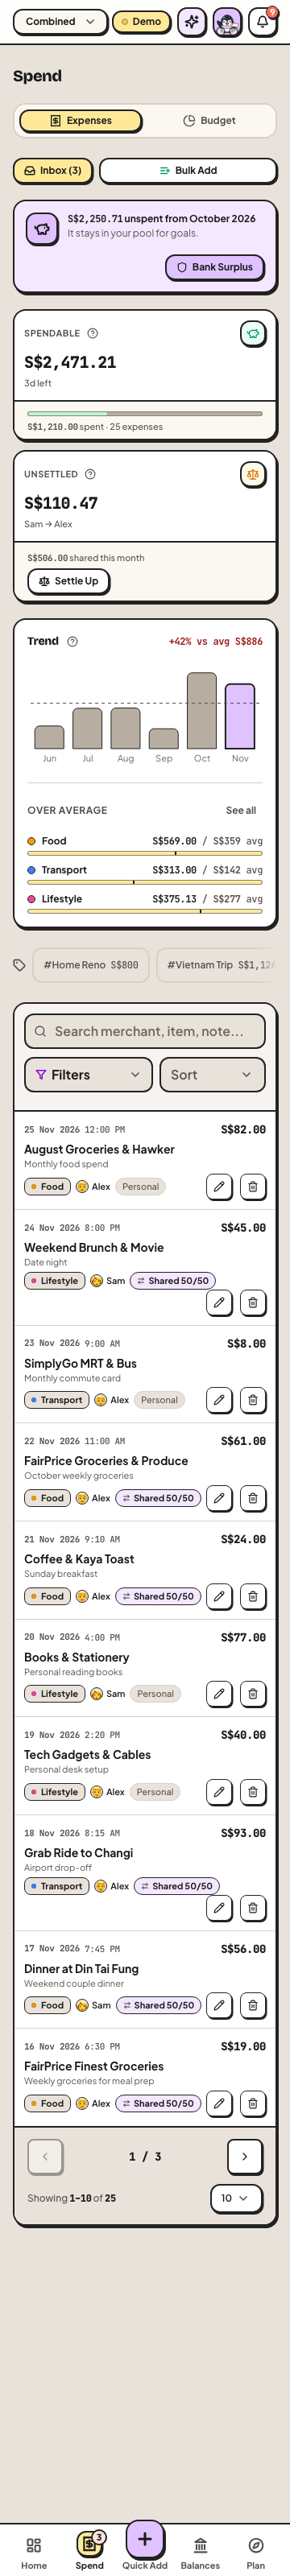 Combined
Demo
9
Spend
Expenses
Budget
Inbox (3)
Bulk Add
S$2,250.71 unspent from October 2026
It stays in your pool for goals.
Bank Surplus
SPENDABLE
S$2,471.21
3d left
S$1,210.00 spent · 25 expenses
UNSETTLED
S$110.47
Sam → Alex
S$506.00 shared this month
Settle Up
Trend
+42% vs avg S$886
Jun Jul Aug Sep Oct Nov
OVER AVERAGE
See all
Food S$569.00 / S$359 avg
Transport S$313.00 / S$142 avg
Lifestyle S$375.13 / S$277 avg
#Home Reno S$800
#Vietnam Trip S$1,126
Search merchant, item, note...
Filters
Sort
25 Nov 2026 12:00 PM S$82.00
August Groceries & Hawker
Monthly food spend
Food Alex Personal
24 Nov 2026 8:00 PM S$45.00
Weekend Brunch & Movie
Date night
Lifestyle Sam Shared 50/50
23 Nov 2026 9:00 AM S$8.00
SimplyGo MRT & Bus
Monthly commute card
Transport Alex Personal
22 Nov 2026 11:00 AM S$61.00
FairPrice Groceries & Produce
October weekly groceries
Food Alex Shared 50/50
21 Nov 2026 9:10 AM S$24.00
Coffee & Kaya Toast
Sunday breakfast
Food Alex Shared 50/50
20 Nov 2026 4:00 PM S$77.00
Books & Stationery
Personal reading books
Lifestyle Sam Personal
19 Nov 2026 2:20 PM S$40.00
Tech Gadgets & Cables
Personal desk setup
Lifestyle Alex Personal
18 Nov 2026 8:15 AM S$93.00
Grab Ride to Changi
Airport drop-off
Transport Alex Shared 50/50
17 Nov 2026 7:45 PM S$56.00
Dinner at Din Tai Fung
Weekend couple dinner
Food Sam Shared 50/50
16 Nov 2026 6:30 PM S$19.00
FairPrice Finest Groceries
Weekly groceries for meal prep
Food Alex Shared 50/50
1 / 3
Showing 1-10 of 25
10
3
Home Spend Quick Add Balances Plan